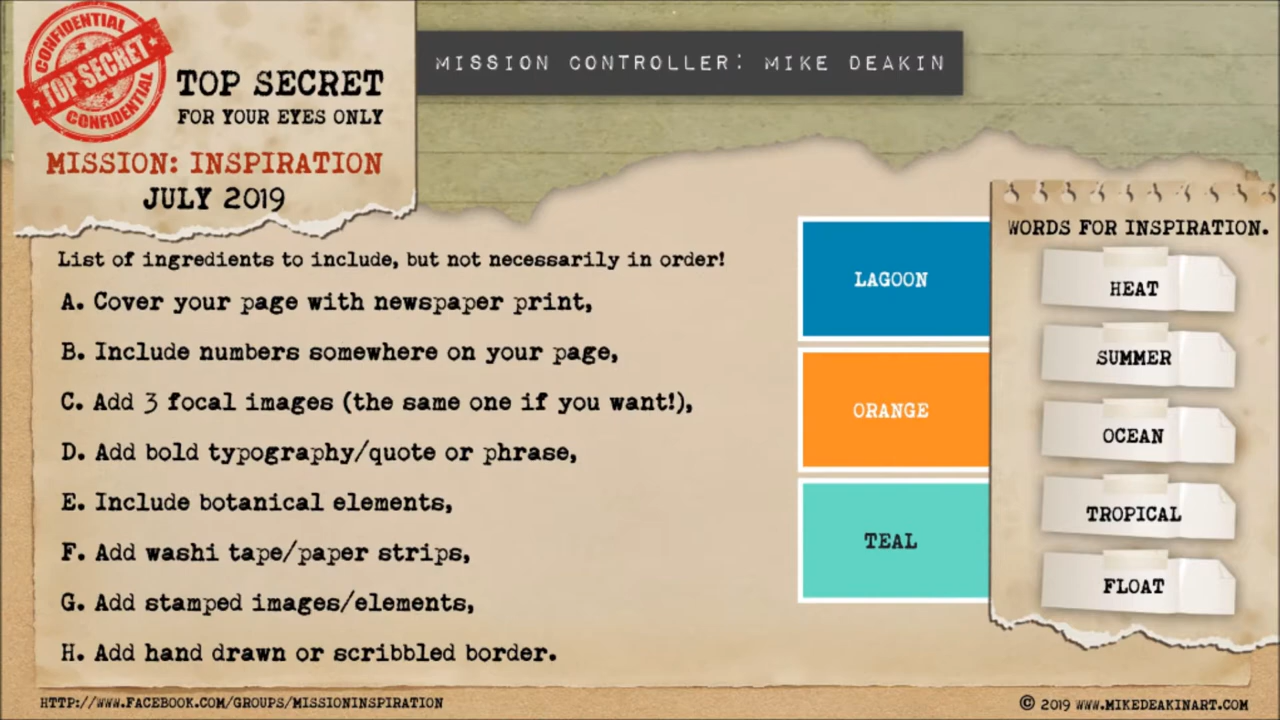 CONFIDENTIAL
TOP SECRET
CONFIDENTIAL
TOP SECRET
FOR YOUR EYES ONLY
MISSION: INSPIRATION
JULY 2019
MISSION CONTROLLER: MIKE DEAKIN
List of ingredients to include, but not necessarily in order!
A. Cover your page with newspaper print,
B. Include numbers somewhere on your page,
C. Add 3 focal images (the same one if you want!),
D. Add bold typography/quote or phrase,
E. Include botanical elements,
F. Add washi tape/paper strips,
G. Add stamped images/elements,
H. Add hand drawn or scribbled border.
LAGOON
ORANGE
TEAL
WORDS FOR INSPIRATION.
HEAT
SUMMER
OCEAN
TROPICAL
FLOAT
HTTP://WWW.FACEBOOK.COM/GROUPS/MISSIONINSPIRATION
© 2019 WWW.MIKEDEAKINART.COM